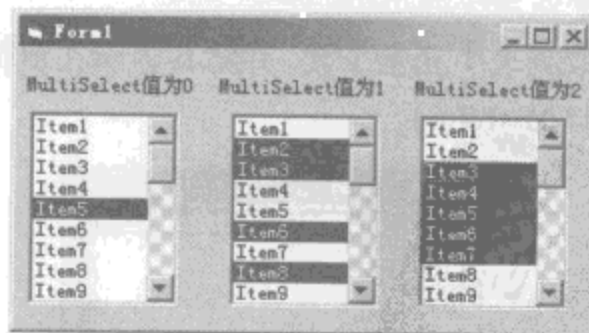 Form1
MultiSelect值为0
MultiSelect值为1
MultiSelect值为2
Item1
Item2
Item3
Item4
Item5
Item6
Item7
Item8
Item9
Item1
Item2
Item3
Item4
Item5
Item6
Item7
Item8
Item9
Item1
Item2
Item3
Item4
Item5
Item6
Item7
Item8
Item9